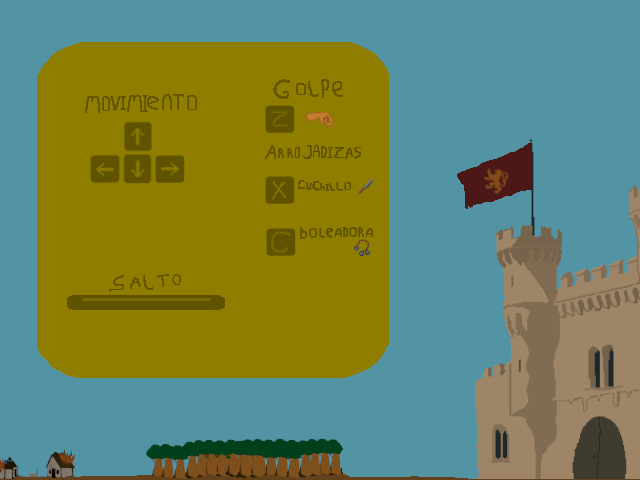 MOVIMIENTO
GOLPE
Z
ARROJADIZAS
X CUCHILLO
C BOLEADORA
SALTO